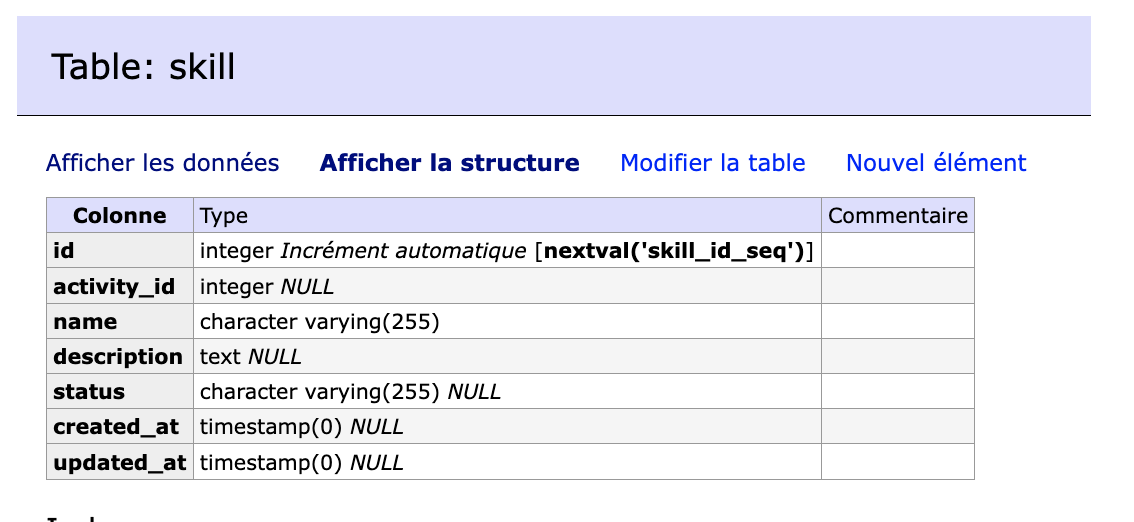 Table: skill
Afficher les données Afficher la structure Modifier la table Nouvel élément
Colonne Type Commentaire
id integer Incrément automatique [nextval('skill_id_seq')]
activity_id integer NULL
name character varying(255)
description text NULL
status character varying(255) NULL
created_at timestamp(0) NULL
updated_at timestamp(0) NULL